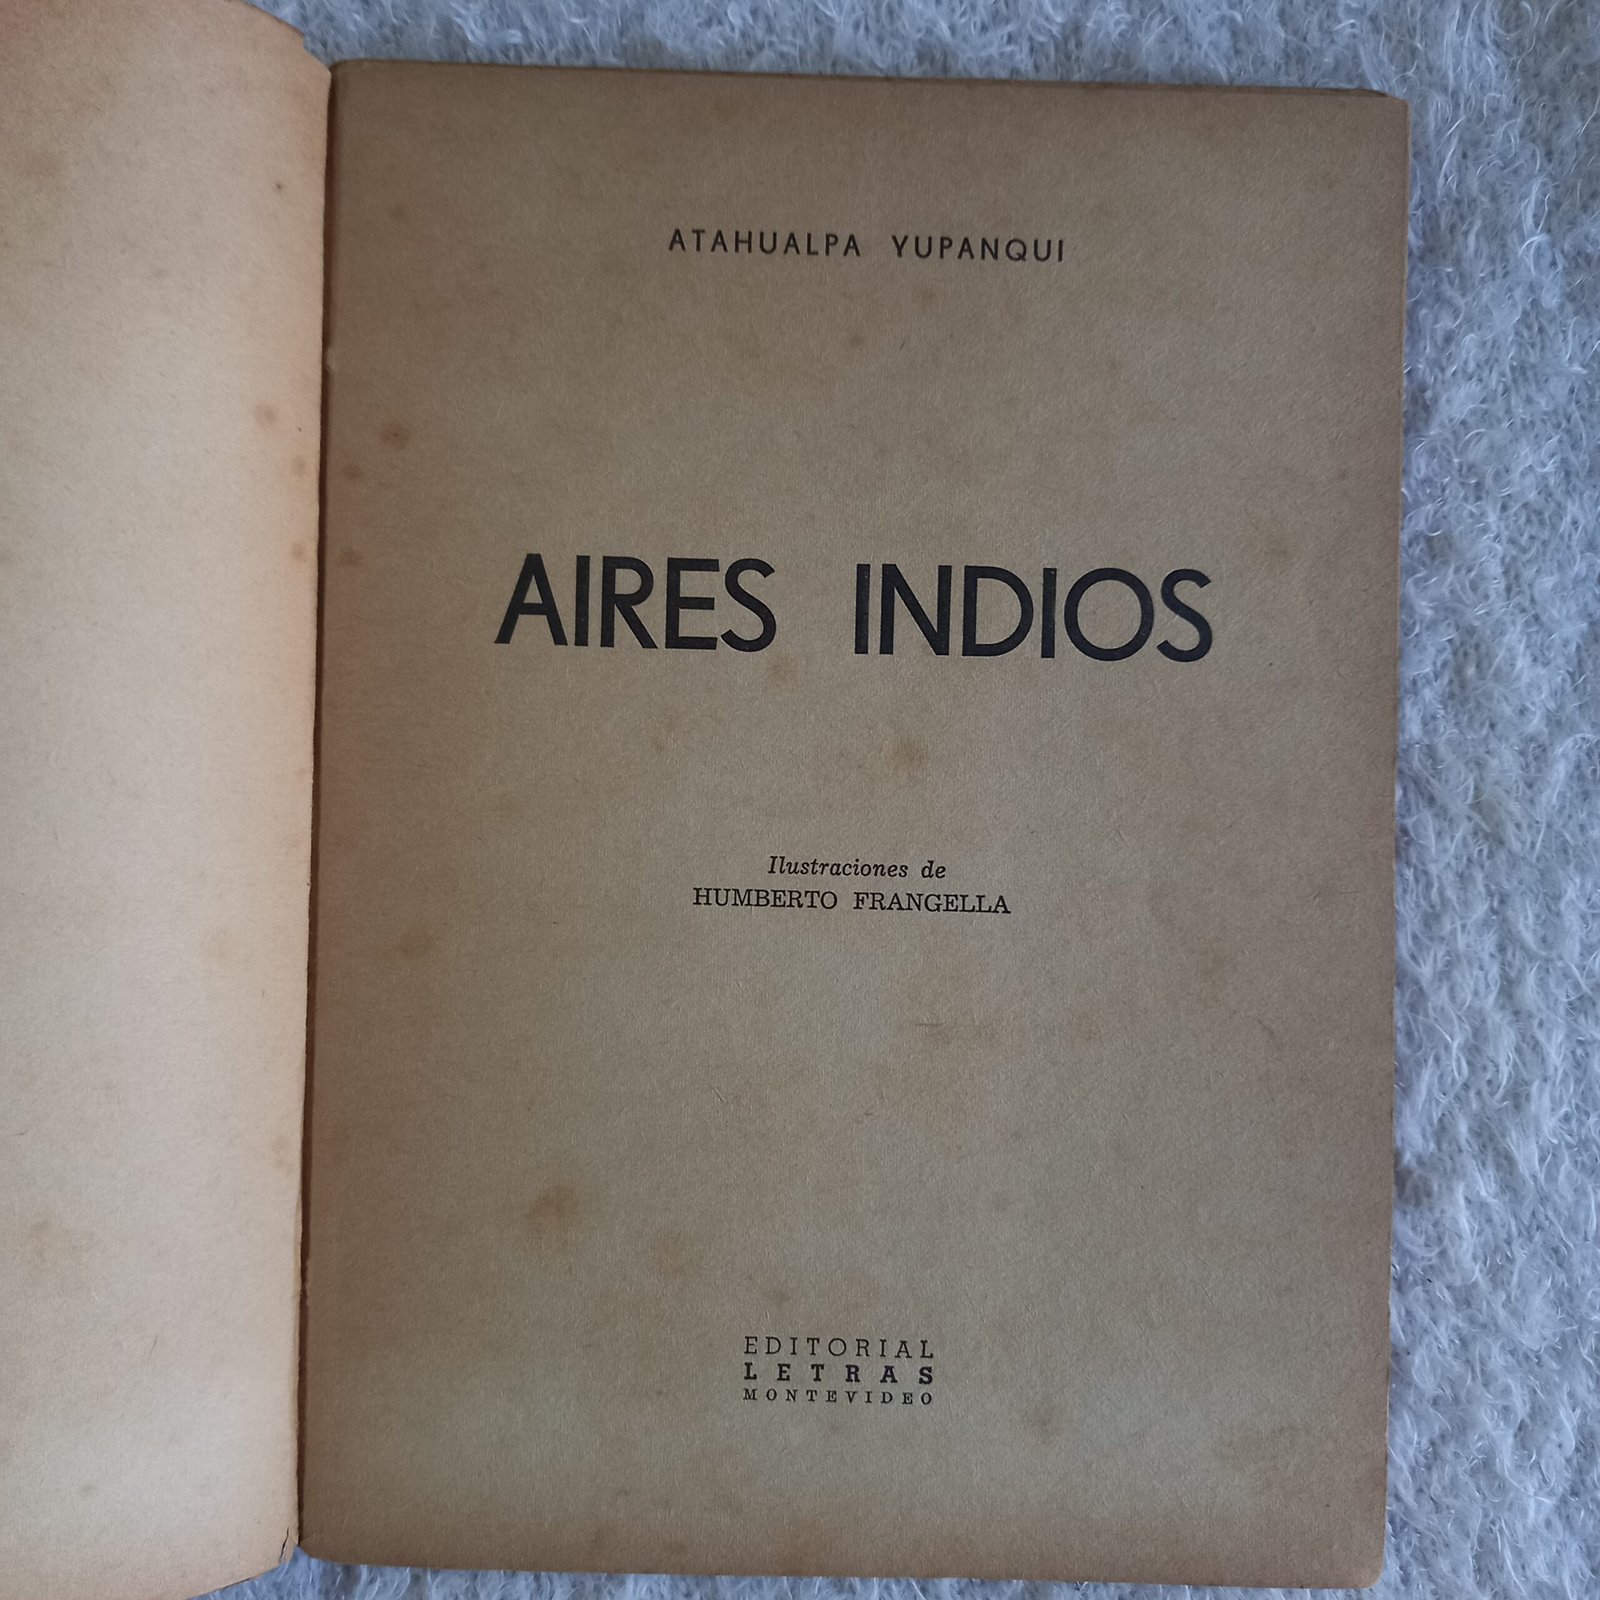 ATAHUALPA YUPANQUI
AIRES INDIOS
Ilustraciones de
HUMBERTO FRANGELLA
EDITORIAL
LETRAS
MONTEVIDEO